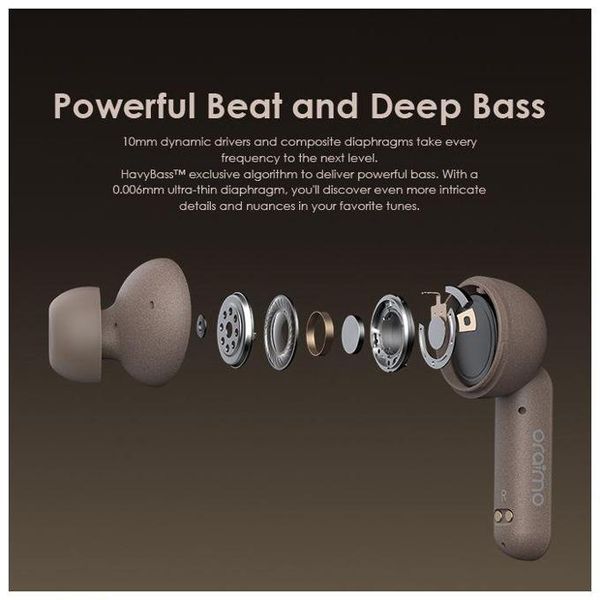 Powerful Beat and Deep Bass
10mm dynamic drivers and composite diaphragms take every
frequency to the next level.
HavyBass™ exclusive algorithm to deliver powerful bass. With a
0.006mm ultra-thin diaphragm, you'll discover even more intricate
details and nuances in your favorite tunes.
oraimo